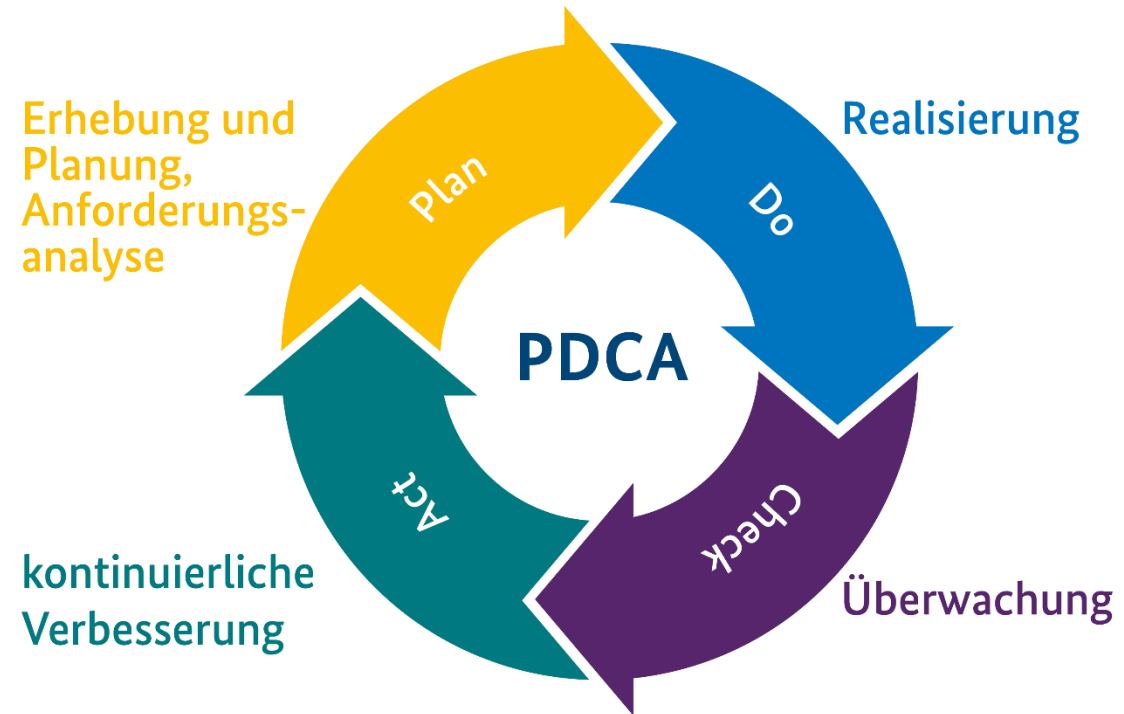 Erhebung und
Planung,
Anforderungs-
analyse
Plan
Do
Realisierung
PDCA
Act
Check
kontinuierliche
Verbesserung
Überwachung